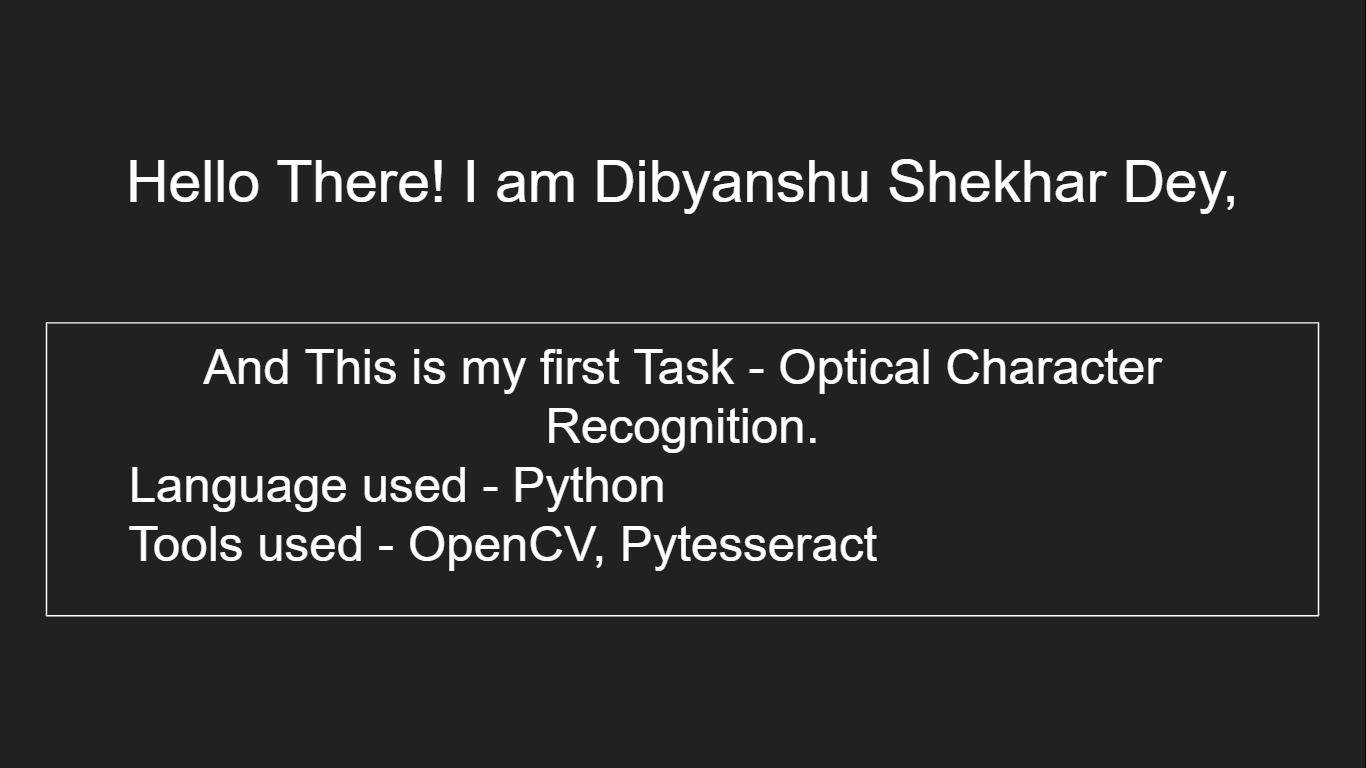 Hello There! I am Dibyanshu Shekhar Dey,
And This is my first Task - Optical Character
Recognition.
Language used - Python
Tools used - OpenCV, Pytesseract